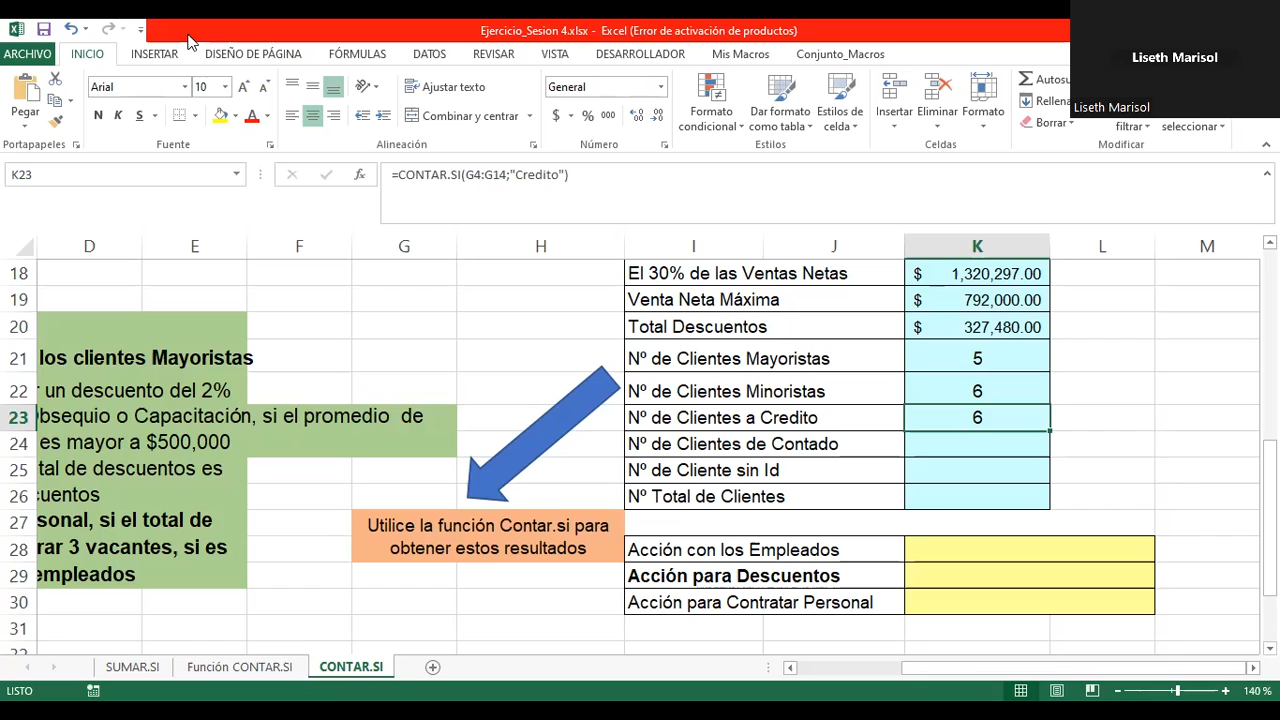 Ejercicio_Sesion 4.xlsx - Excel (Error de activación de productos)
Liseth Marisol
Liseth Marisol
ARCHIVO INICIO INSERTAR DISEÑO DE PÁGINA FÓRMULAS DATOS REVISAR VISTA DESARROLLADOR Mis Macros Conjunto_Macros
Pegar
Arial 10
N K S
Ajustar texto
Combinar y centrar
General
$ % 000
Formato condicional
Dar formato como tabla
Estilos de celda
Insertar
Eliminar
Formato
Borrar
filtrar
seleccionar
Portapapeles Fuente Alineación Número Estilos Celdas Modificar
K23 fx =CONTAR.SI(G4:G14;"Credito")
D E F G H I J K L M
18 El 30% de las Ventas Netas $ 1,320,297.00
19 Venta Neta Máxima $ 792,000.00
20 Total Descuentos $ 327,480.00
21 los clientes Mayoristas Nº de Clientes Mayoristas 5
22 un descuento del 2% Nº de Clientes Minoristas 6
23 bsequio o Capacitación, si el promedio de Nº de Clientes a Credito 6
24 es mayor a $500,000 Nº de Clientes de Contado
25 tal de descuentos es Nº de Cliente sin Id
26 cuentos Nº Total de Clientes
27 sonal, si el total de Utilice la función Contar.si para
28 rar 3 vacantes, si es obtener estos resultados Acción con los Empleados
29 empleados Acción para Descuentos
30 Acción para Contratar Personal
31
SUMAR.SI Función CONTAR.SI CONTAR.SI
LISTO 140 %